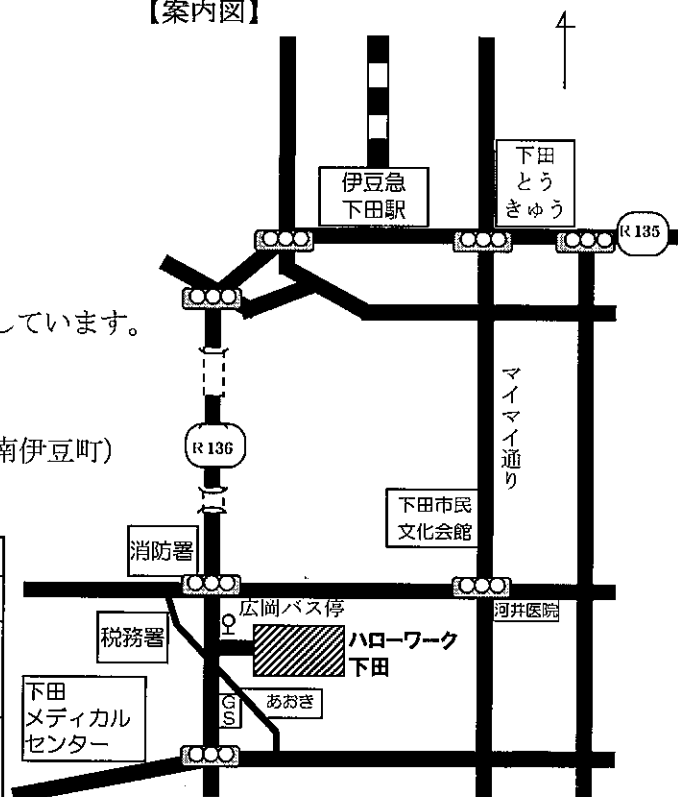 【案内図】
伊豆急
下田駅
下田
とう
きゅう
R 135
しています。
マイマイ通り
R 136
南伊豆町）
下田市民
文化会館
消防署
広岡バス停
河井医院
税務署
ハローワーク
下田
下田
メディカル
センター
GS
あおき